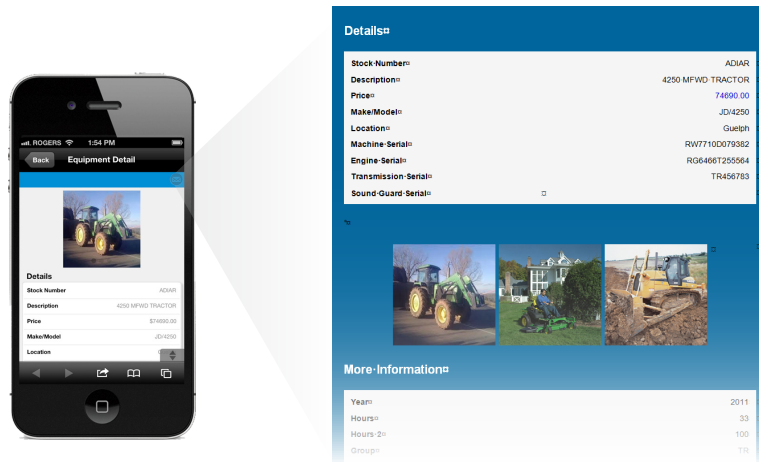 ROGERS 1:54 PM
Back Equipment Detail
Details
Stock Number ADIAR
Description 4250 MFWD TRACTOR
Price $74690.00
Make/Model JD/4250
Location
Details¤
Stock·Number¤ ADIAR
Description¤ 4250·MFWD·TRACTOR
Price¤ 74690.00
Make/Model¤ JD/4250
Location¤ Guelph
Machine·Serial¤ RW7710D079382
Engine·Serial¤ RG6466T255564
Transmission·Serial¤ TR456783
Sound·Guard·Serial¤ ¤
More·Information¤
Year¤ 2011
Hours¤ 33
Hours·2¤ 100
Group¤ TR